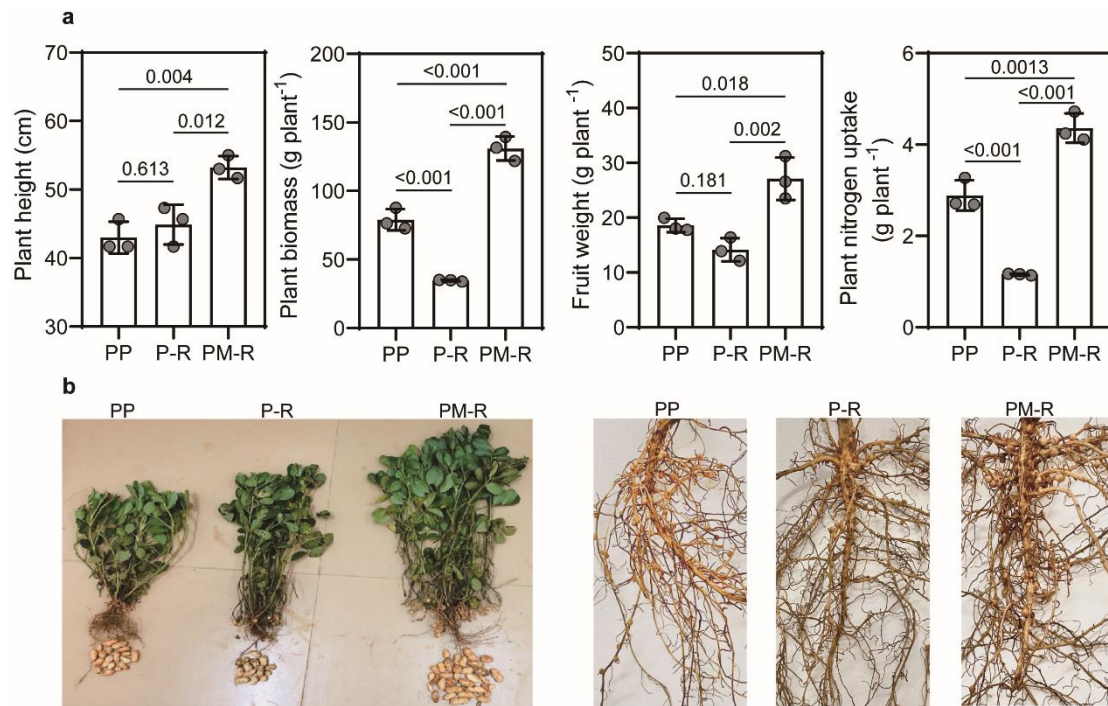 a
Plant height (cm)
70
60
50
40
30
0.004
0.012
0.613
PP
P-R
PM-R
Plant biomass (g plant⁻¹)
200
150
100
50
0
<0.001
<0.001
<0.001
PP
P-R
PM-R
Fruit weight (g plant ⁻¹)
50
40
30
20
10
0
0.018
0.002
0.181
PP
P-R
PM-R
Plant nitrogen uptake
(g plant ⁻¹)
6
4
2
0
0.0013
<0.001
<0.001
PP
P-R
PM-R
b
PP
P-R
PM-R
PP
P-R
PM-R